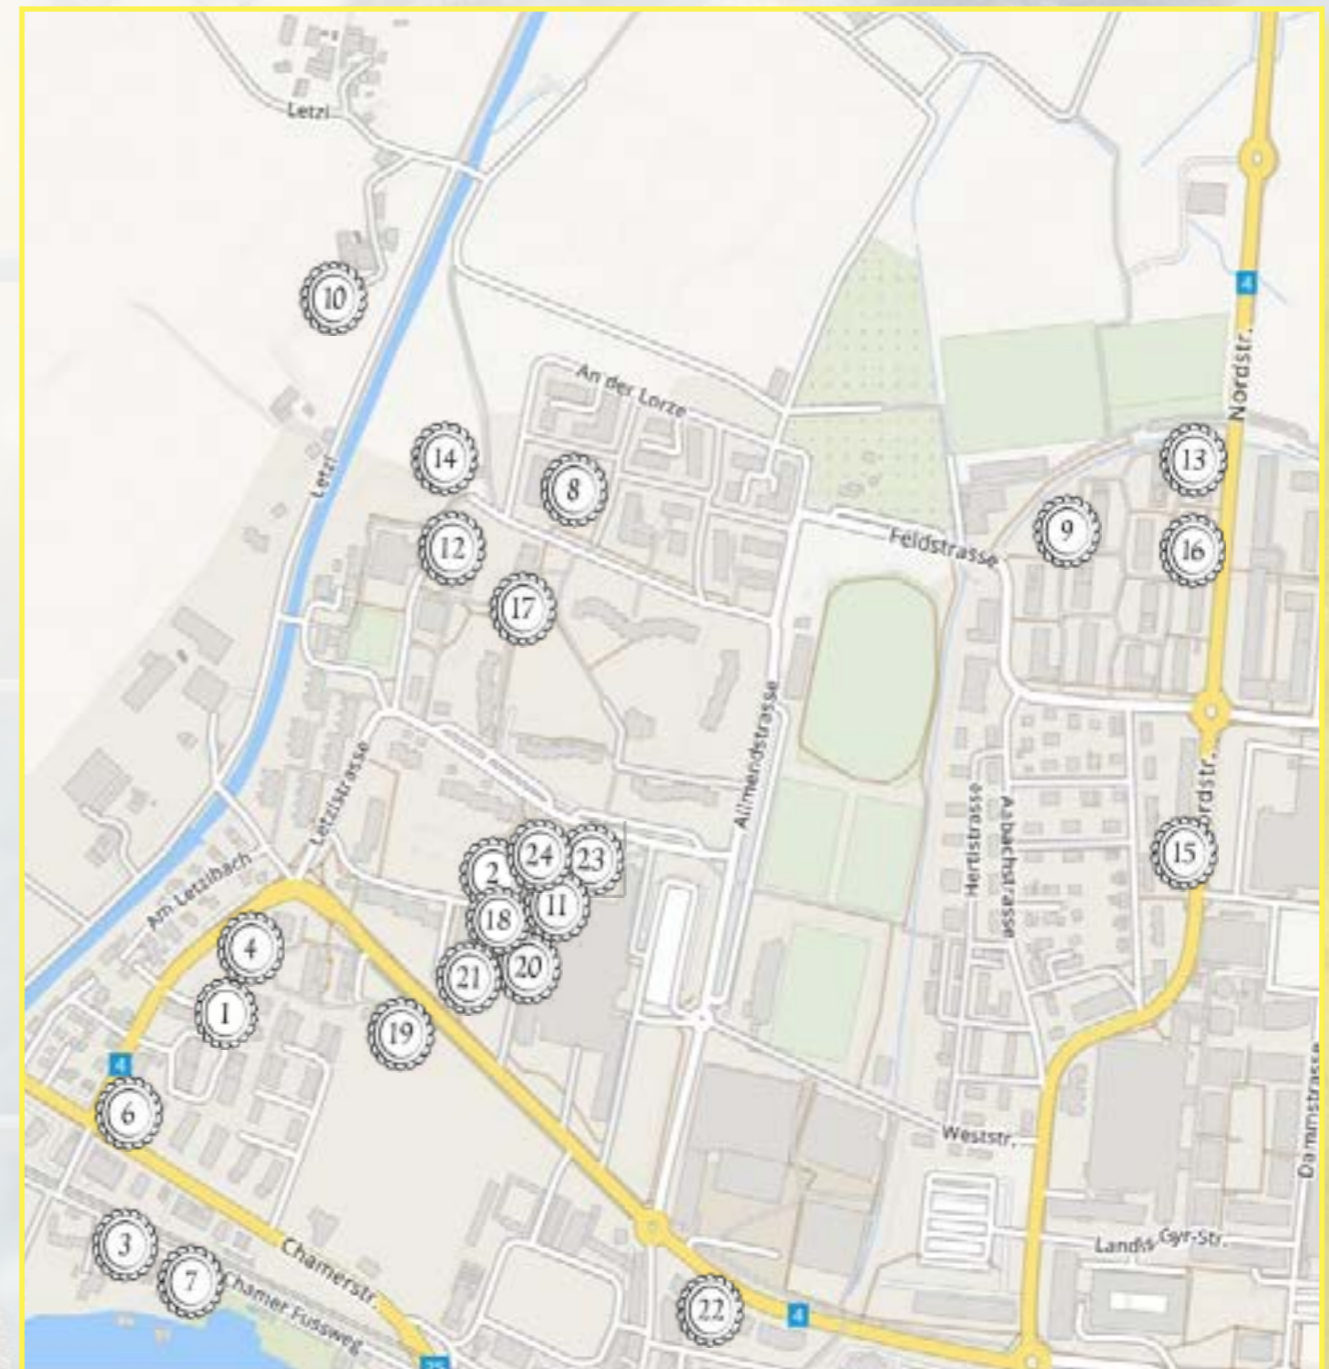 Letzi
4
10
Nordstr.
An der Lorze
14
13
8
Letzi
9
12
Feldstrasse
16
17
Allmendstrasse
Letzistrasse
ordstr.
Hertistrasse
Aabachstrasse
24
23
15
2
Am Letzibach
11
18
4
20
21
1
19
4
6
Weststr.
Dammstrasse
3
Landis-Gyr-Str.
7
Chamerstr.
Chamer Fussweg
22
4
25